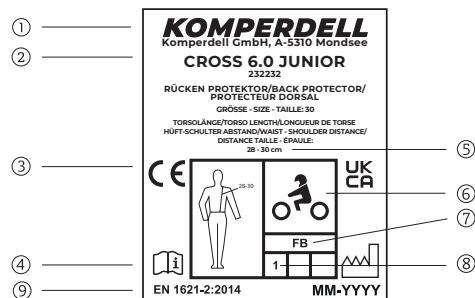 ① KOMPERDELL
Komperdell GmbH, A-5310 Mondsee
② CROSS 6.0 JUNIOR
232232
RÜCKEN PROTEKTOR/BACK PROTECTOR/
PROTECTEUR DORSAL
GRÖSSE - SIZE - TAILLE: 30
TORSOLÄNGE/TORSO LENGTH/LONGUEUR DE TORSE
HÜFT-SCHULTER ABSTAND/WAIST - SHOULDER DISTANCE/
DISTANCE TAILLE - ÉPAULE:
28 - 30 cm ⑤
③ CE 28-30 UK CA ⑥
⑦
FB
④ i 1 ⑧
⑨ EN 1621-2:2014 MM-YYYY